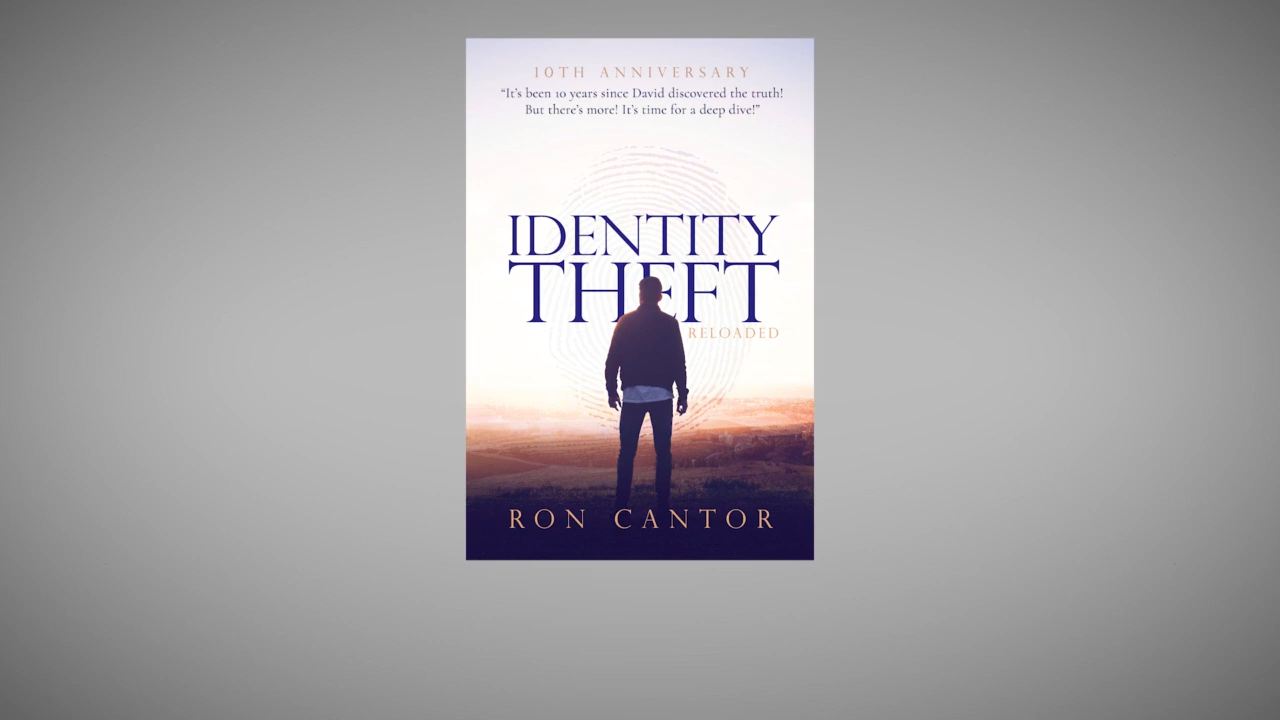 10TH ANNIVERSARY
“It’s been 10 years since David discovered the truth!
But there’s more! It’s time for a deep dive!”
IDENTITY
THEFT
RELOADED
RON CANTOR